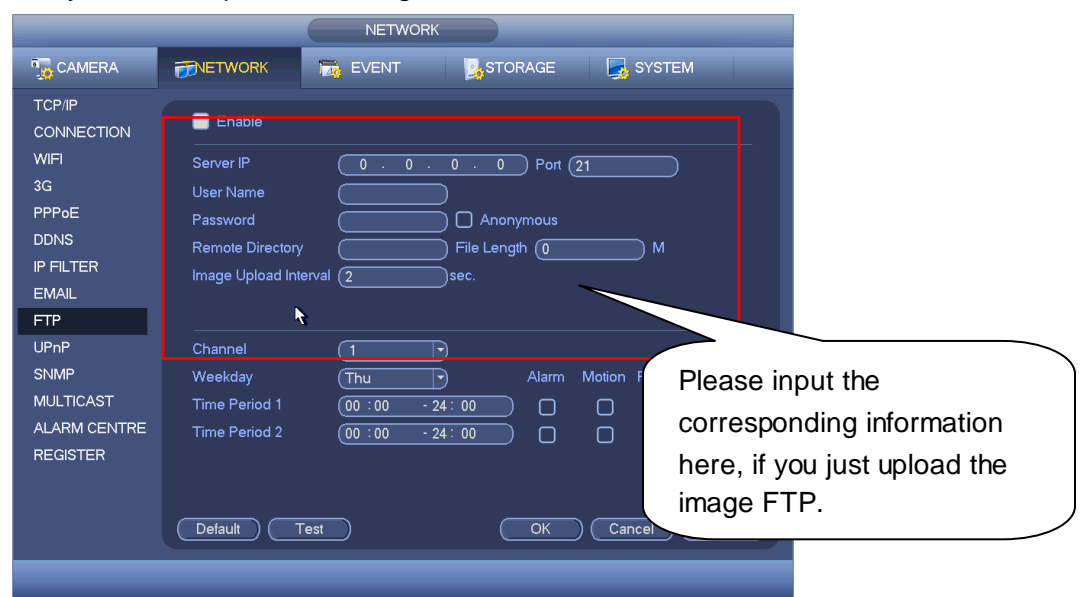 NETWORK
CAMERA NETWORK EVENT STORAGE SYSTEM
TCP/IP
CONNECTION
WIFI
3G
PPPoE
DDNS
IP FILTER
EMAIL
FTP
UPnP
SNMP
MULTICAST
ALARM CENTRE
REGISTER
Enable
Server IP 0 . 0 . 0 . 0 Port 21
User Name
Password Anonymous
Remote Directory File Length 0 M
Image Upload Interval 2 sec.
Channel 1
Weekday Thu Alarm Motion
Time Period 1 00 : 00 - 24 : 00
Time Period 2 00 : 00 - 24 : 00
Default Test OK Cancel
Please input the
corresponding information
here, if you just upload the
image FTP.